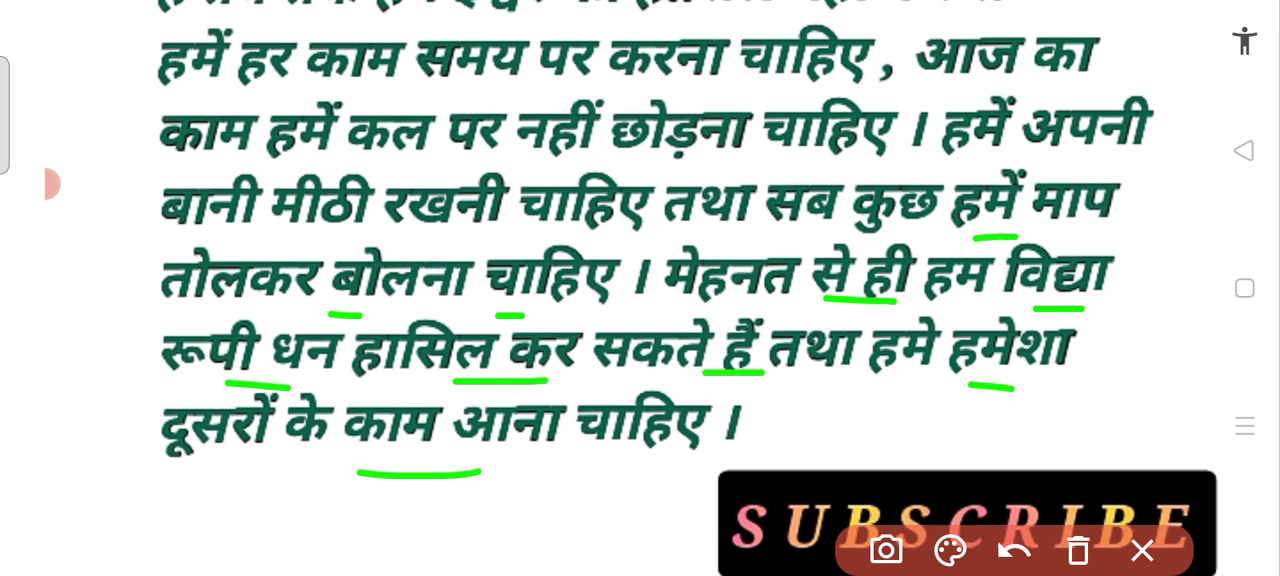 हमें हर काम समय पर करना चाहिए , आज का
काम हमें कल पर नहीं छोड़ना चाहिए । हमें अपनी
बानी मीठी रखनी चाहिए तथा सब कुछ हमें माप
तोलकर बोलना चाहिए । मेहनत से ही हम विद्या
रूपी धन हासिल कर सकते हैं तथा हमे हमेशा
दूसरों के काम आना चाहिए ।
SUBSCRIBE